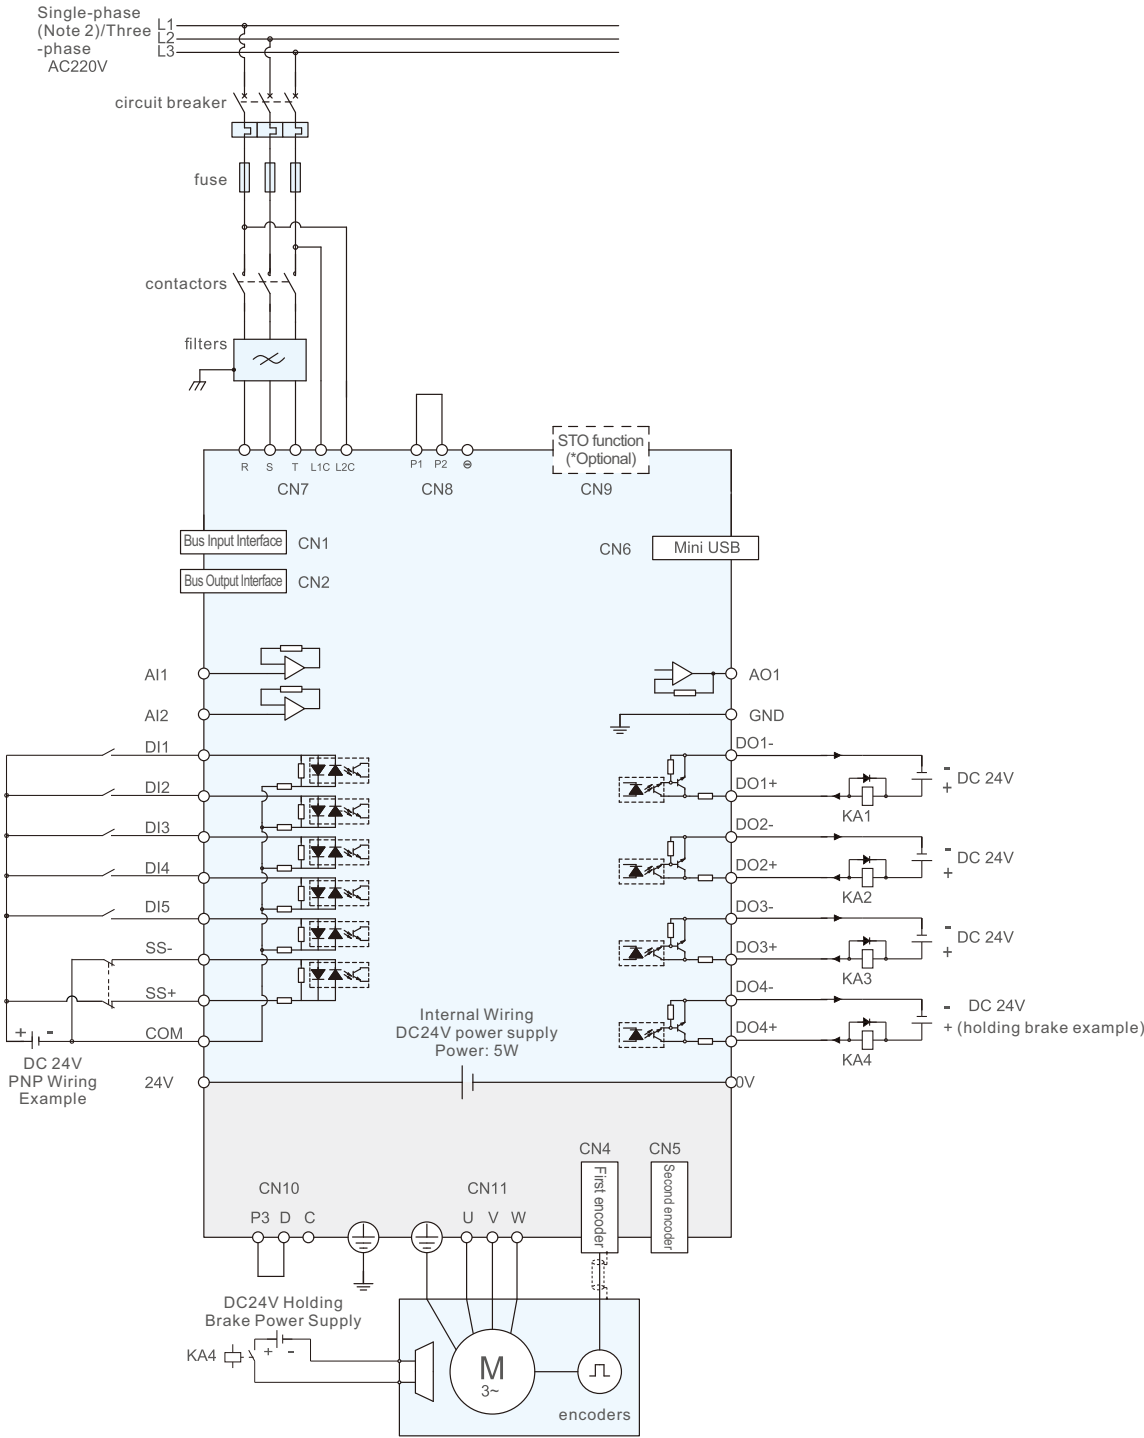 Single-phase
(Note 2)/Three
-phase
AC220V
L1
L2
L3
circuit breaker
fuse
contactors
filters
R
S
T
L1C
L2C
CN7
P1
P2
⊖
CN8
STO function
(*Optional)
CN9
Bus Input Interface
CN1
Bus Output Interface
CN2
CN6
Mini USB
AI1
AI2
DI1
DI2
DI3
DI4
DI5
SS-
SS+
COM
24V
+ -
DC 24V
PNP Wiring
Example
AO1
GND
DO1-
DO1+
KA1
-
+
DC 24V
DO2-
DO2+
KA2
-
+
DC 24V
DO3-
DO3+
KA3
-
+
DC 24V
DO4-
DO4+
KA4
- DC 24V
+ (holding brake example)
Internal Wiring
DC24V power supply
Power: 5W
0V
CN10
P3 D C
CN11
U V W
CN4
First encoder
CN5
Second encoder
DC24V Holding
Brake Power Supply
KA4
+ -
M
3~
encoders